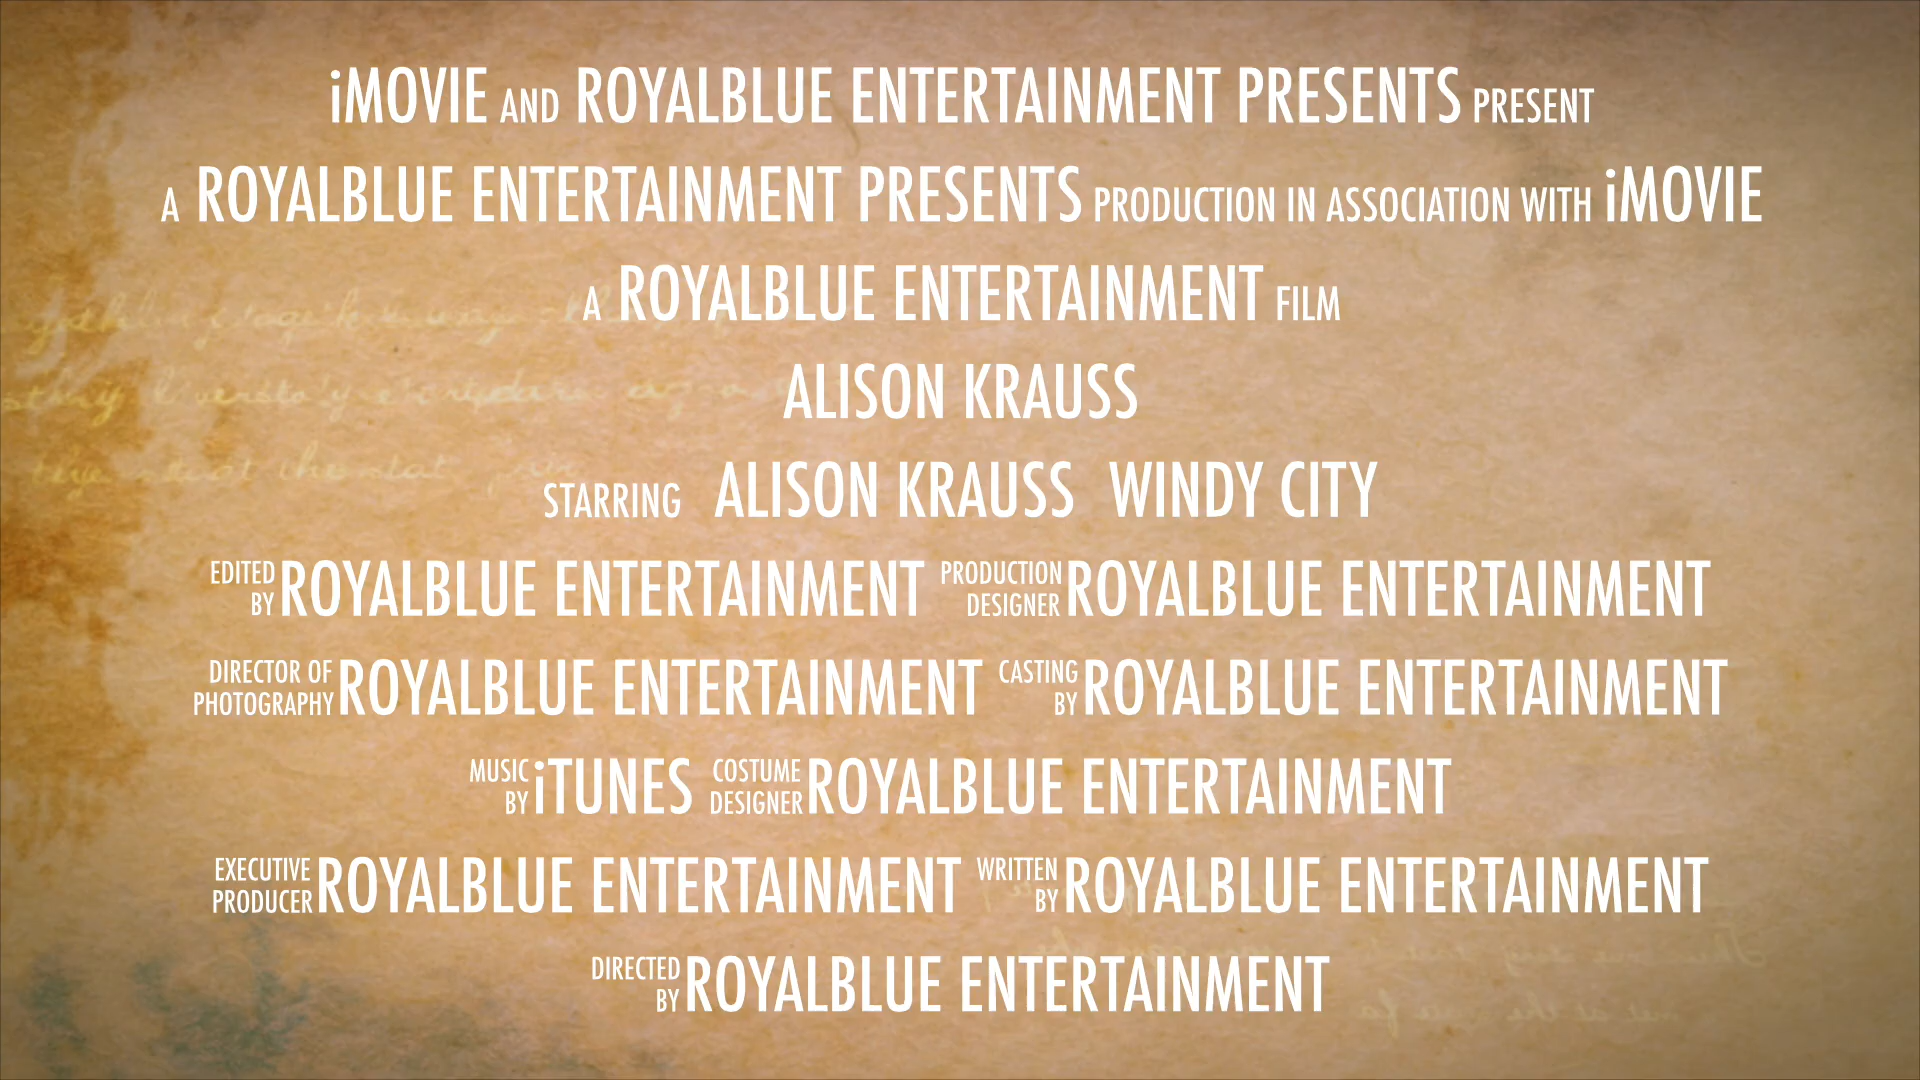 iMOVIE AND ROYALBLUE ENTERTAINMENT PRESENTS PRESENT
A ROYALBLUE ENTERTAINMENT PRESENTS PRODUCTION IN ASSOCIATION WITH iMOVIE
A ROYALBLUE ENTERTAINMENT FILM
ALISON KRAUSS
STARRING ALISON KRAUSS WINDY CITY
EDITED BY ROYALBLUE ENTERTAINMENT PRODUCTION DESIGNER ROYALBLUE ENTERTAINMENT
DIRECTOR OF PHOTOGRAPHY ROYALBLUE ENTERTAINMENT CASTING BY ROYALBLUE ENTERTAINMENT
MUSIC BY iTUNES COSTUME DESIGNER ROYALBLUE ENTERTAINMENT
EXECUTIVE PRODUCER ROYALBLUE ENTERTAINMENT WRITTEN BY ROYALBLUE ENTERTAINMENT
DIRECTED BY ROYALBLUE ENTERTAINMENT